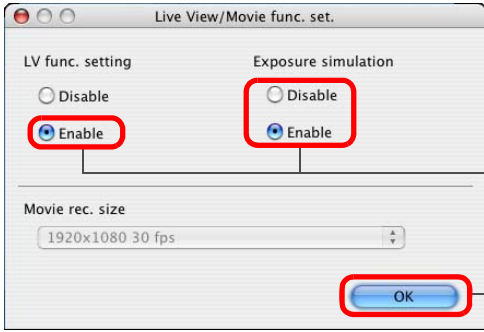 Live View/Movie func. set.
LV func. setting
Exposure simulation
Disable
Disable
Enable
Enable
Movie rec. size
1920x1080 30 fps
OK